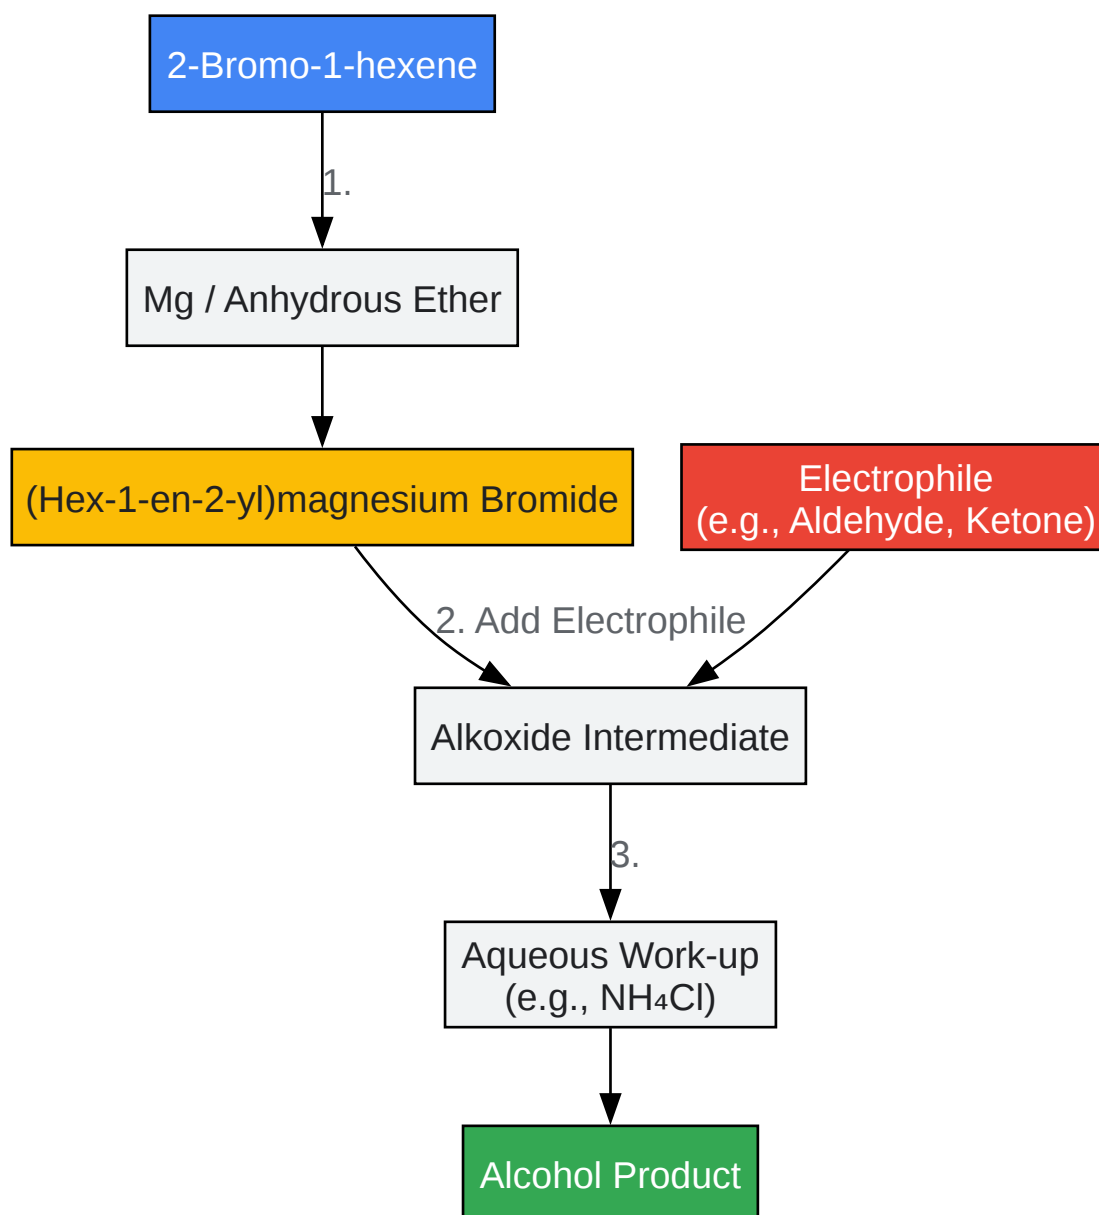 2-Bromo-1-hexene
1.
Mg / Anhydrous Ether
(Hex-1-en-2-yl)magnesium Bromide
Electrophile
(e.g., Aldehyde, Ketone)
2. Add Electrophile
Alkoxide Intermediate
3.
Aqueous Work-up
(e.g., NH₄Cl)
Alcohol Product